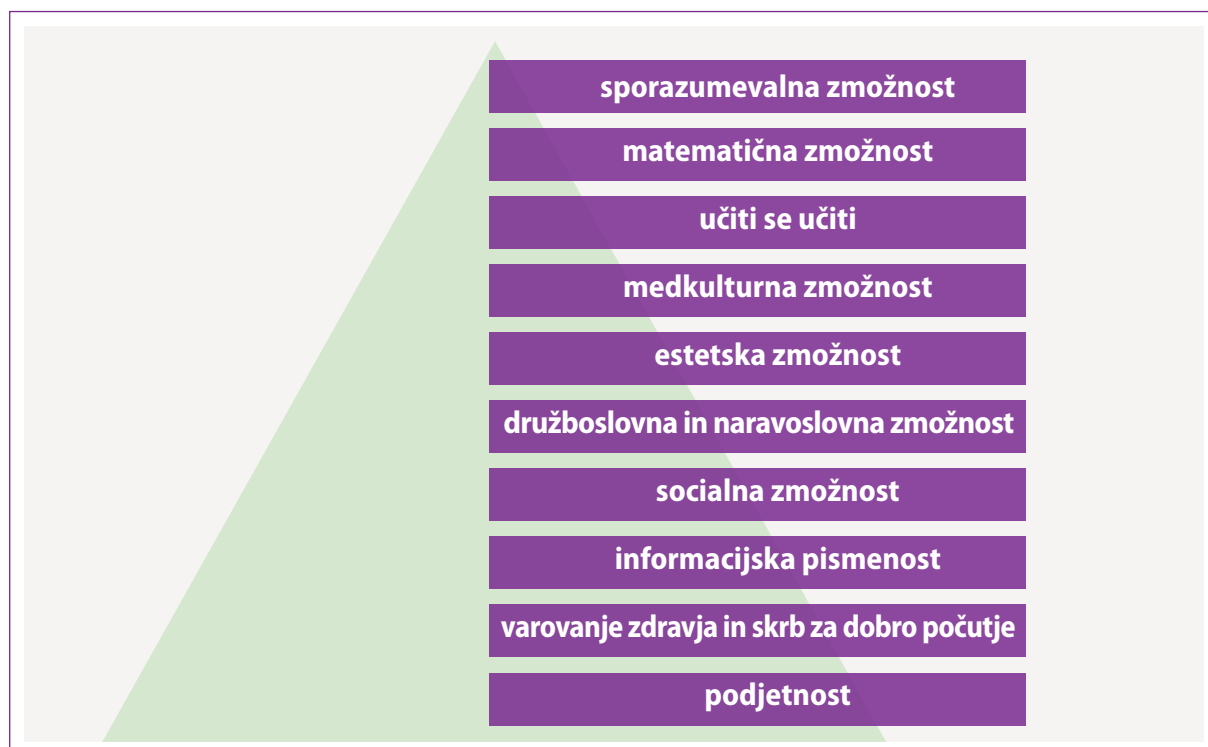 sporazumevalna zmožnost
matematična zmožnost
učiti se učiti
medkulturna zmožnost
estetska zmožnost
družboslovna in naravoslovna zmožnost
socialna zmožnost
informacijska pismenost
varovanje zdravja in skrb za dobro počutje
podjetnost